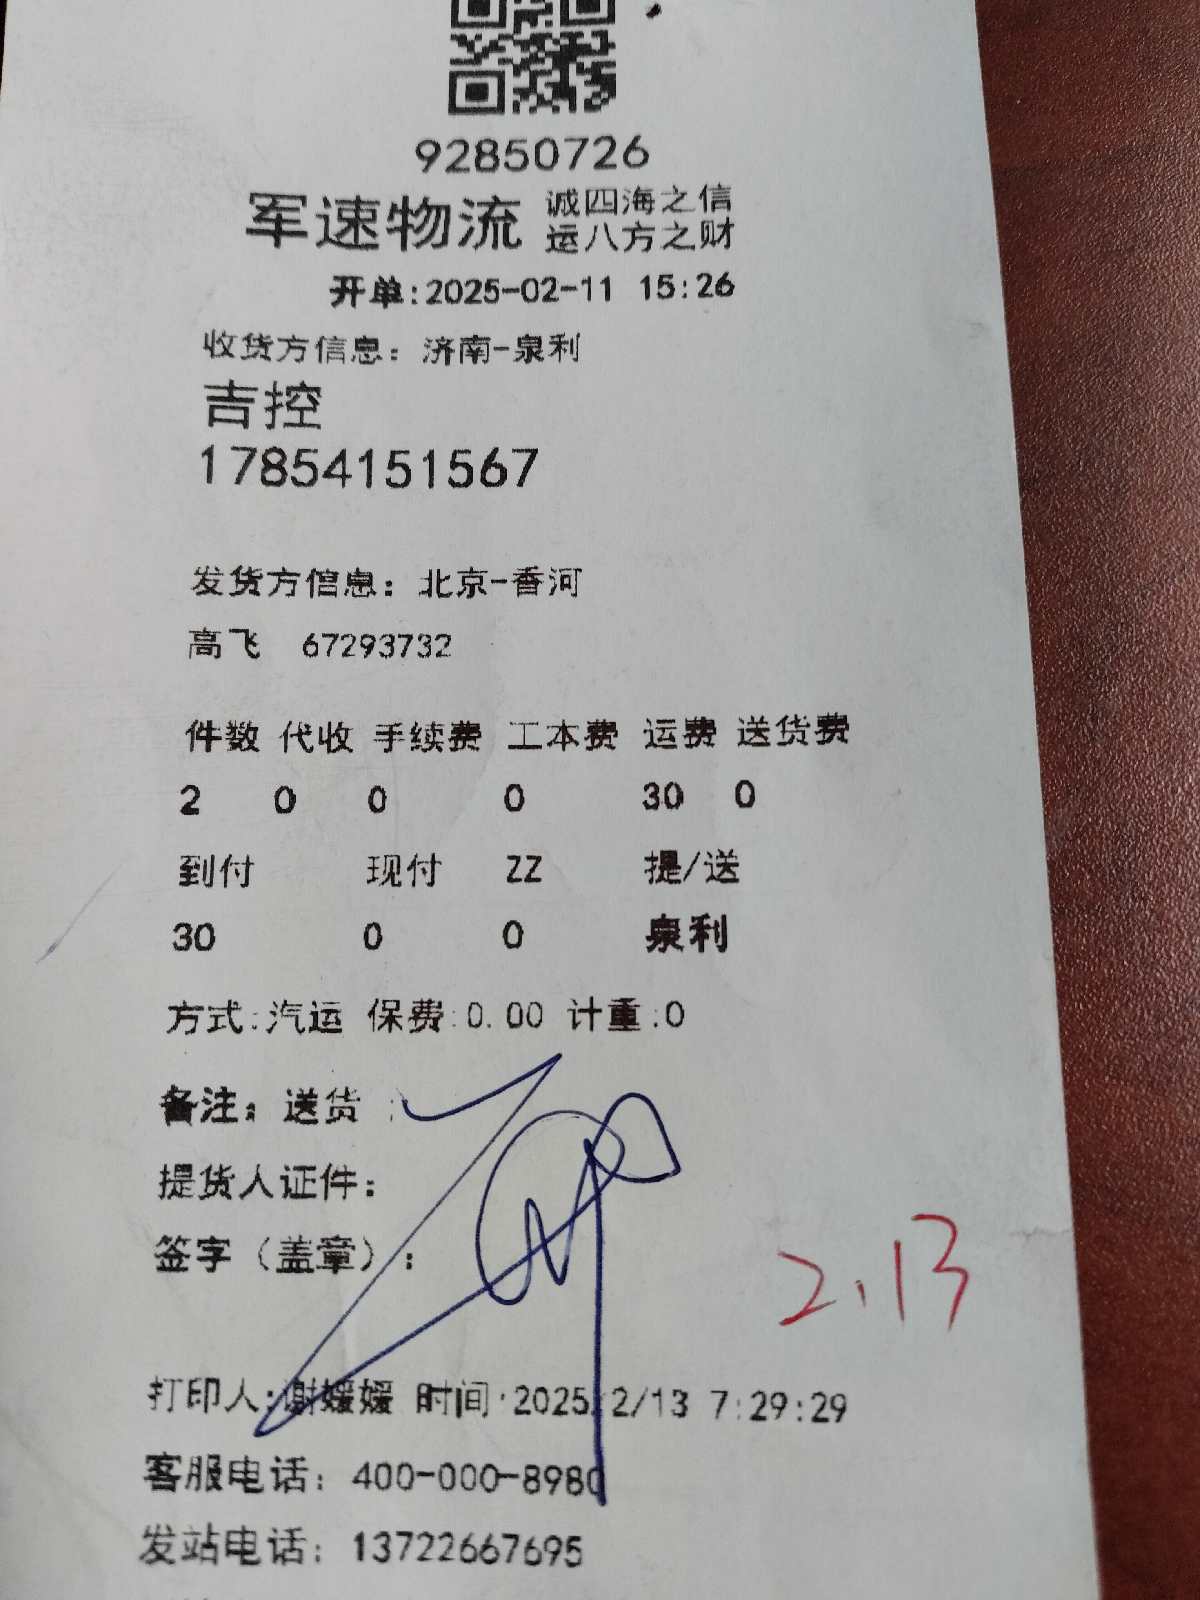 92850726
军速物流 诚四海之信
运八方之财
开单:2025-02-11 15:26
收货方信息：济南-泉利
吉控
17854151567
发货方信息：北京-香河
高飞 67293732
件数 代收 手续费 工本费 运费 送货费
2 0 0 0 30 0
到付 现付 ZZ 提/送
30 0 0 泉利
方式:汽运 保费:0.00 计重:0
备注：送货 :
提货人证件：
签字（盖章）：
2.13
打印人:谢媛媛 时间:2025/2/13 7:29:29
客服电话：400-000-8980
发站电话：13722667695